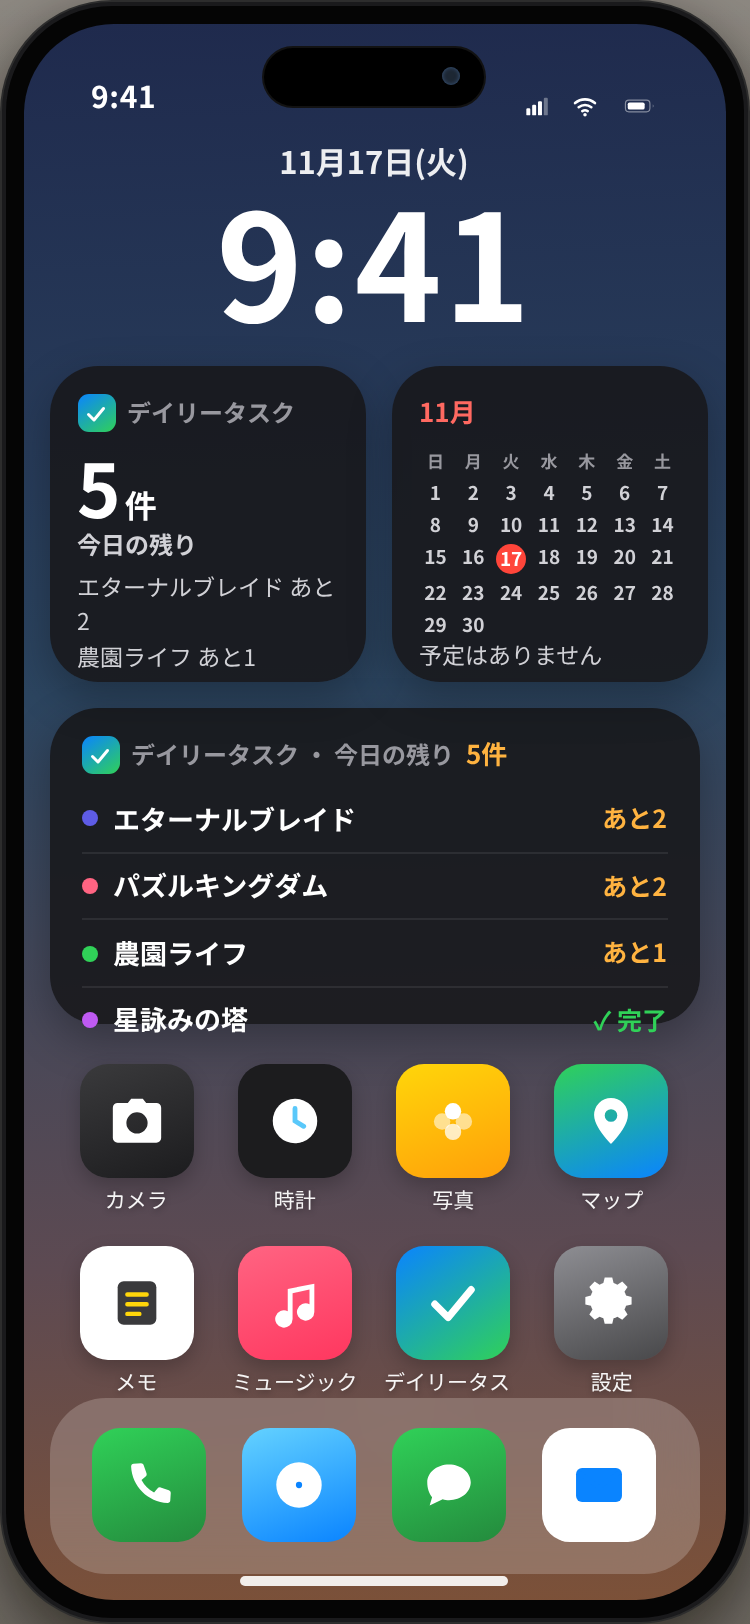 9:41
11月17日(火)
9:41
デイリータスク
5件
今日の残り
エターナルブレイド あと
2
農園ライフ あと1
11月
日 月 火 水 木 金 土
1 2 3 4 5 6 7
8 9 10 11 12 13 14
15 16 17 18 19 20 21
22 23 24 25 26 27 28
29 30
予定はありません
デイリータスク ・ 今日の残り 5件
エターナルブレイド あと2
パズルキングダム あと2
農園ライフ あと1
星詠みの塔 ✓完了
カメラ 時計 写真 マップ
メモ ミュージック デイリータス 設定